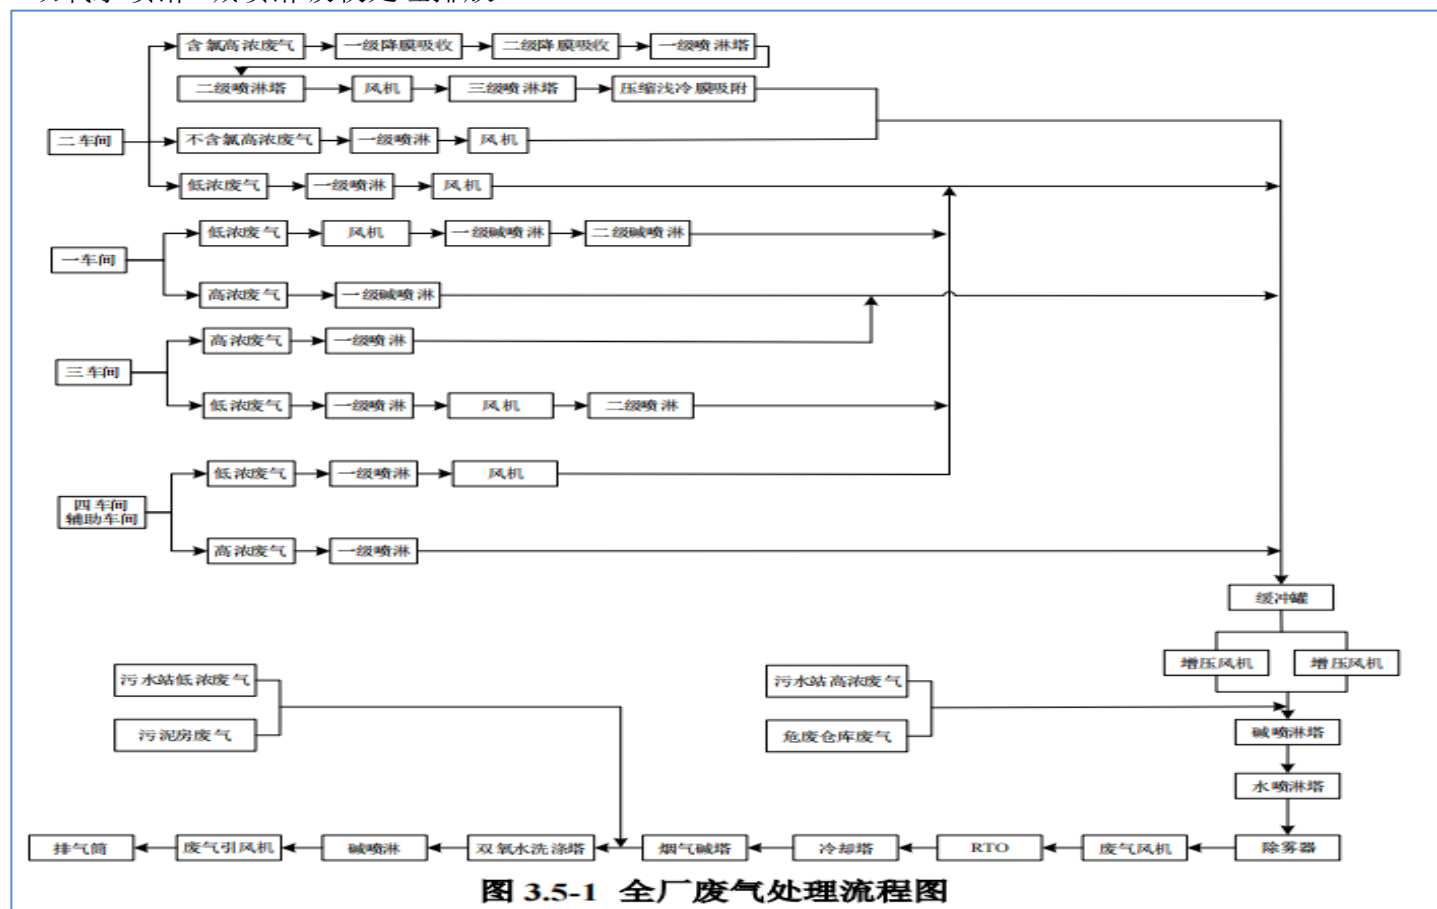 含氯高浓废气
一级降膜吸收
二级降膜吸收
一级喷淋塔
二级喷淋塔
风机
三级喷淋塔
压缩浅冷膜吸附
二车间
不含氯高浓废气
一级喷淋
风机
低浓废气
一级喷淋
风机
一车间
低浓废气
风机
一级碱喷淋
二级碱喷淋
高浓废气
一级碱喷淋
三车间
高浓废气
一级喷淋
低浓废气
一级喷淋
风机
二级喷淋
四车间
辅助车间
低浓废气
一级喷淋
风机
高浓废气
一级喷淋
缓冲罐
增压风机
增压风机
污水站低浓废气
污泥房废气
污水站高浓废气
危废仓库废气
碱喷淋塔
水喷淋塔
排气筒
废气引风机
碱喷淋
双氧水洗涤塔
烟气碱塔
冷却塔
RTO
废气风机
除雾器
图 3.5-1 全厂废气处理流程图